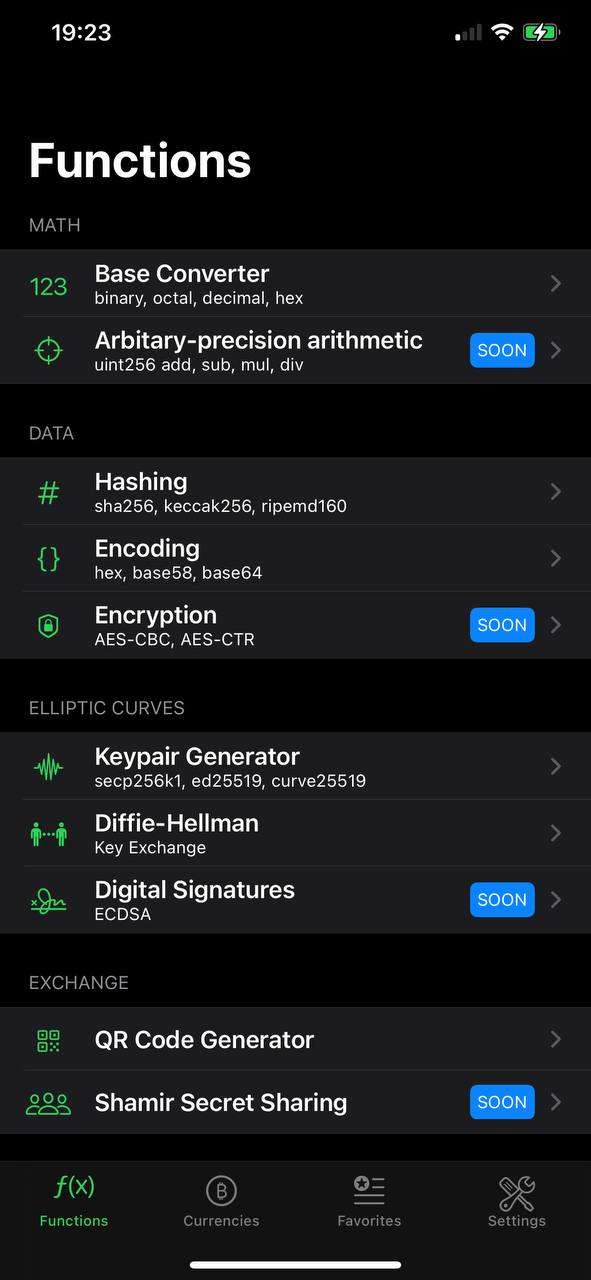 19:23
Functions
MATH
123
Base Converter
binary, octal, decimal, hex
Arbitary-precision arithmetic
uint256 add, sub, mul, div
SOON
DATA
#
Hashing
sha256, keccak256, ripemd160
{}
Encoding
hex, base58, base64
Encryption
AES-CBC, AES-CTR
SOON
ELLIPTIC CURVES
Keypair Generator
secp256k1, ed25519, curve25519
Diffie-Hellman
Key Exchange
Digital Signatures
ECDSA
SOON
EXCHANGE
QR Code Generator
Shamir Secret Sharing
SOON
f(x)
Functions
Currencies
Favorites
Settings